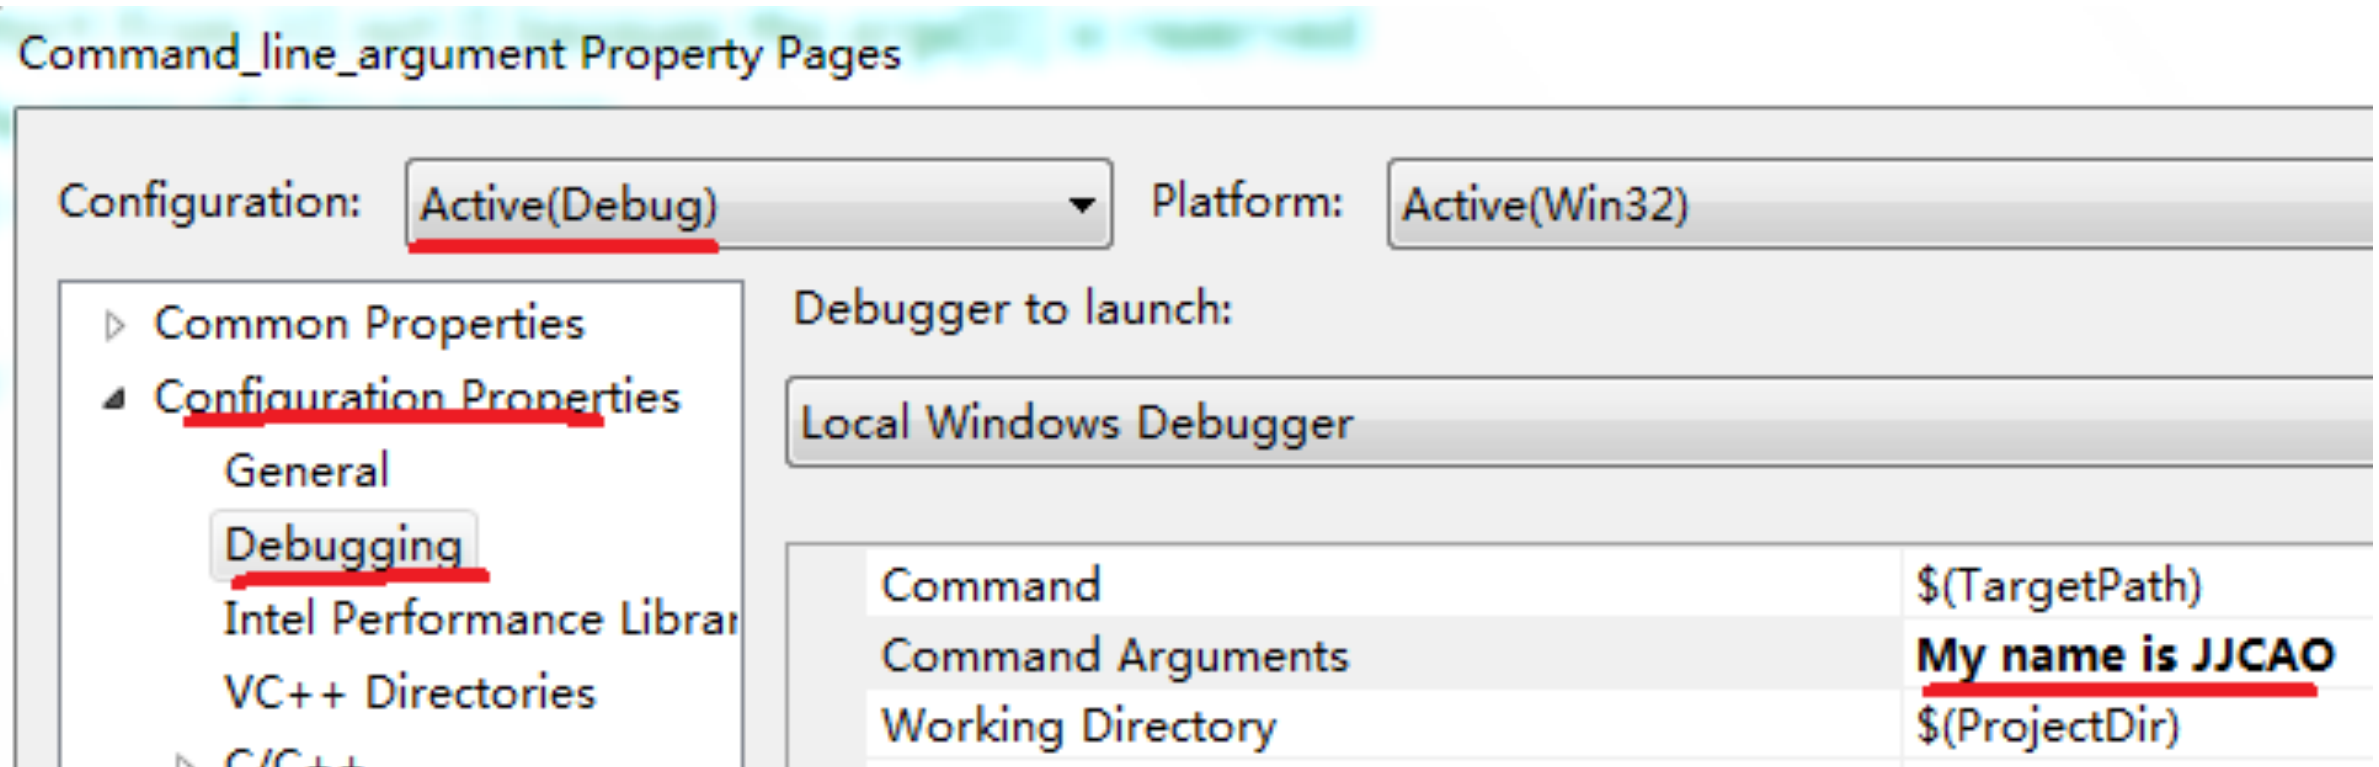 Command_line_argument Property Pages
Configuration: Active(Debug) Platform: Active(Win32)
Common Properties
Configuration Properties
General
Debugging
Intel Performance Librar
VC++ Directories
C/C++
Debugger to launch:
Local Windows Debugger
Command $(TargetPath)
Command Arguments My name is JJCAO
Working Directory $(ProjectDir)